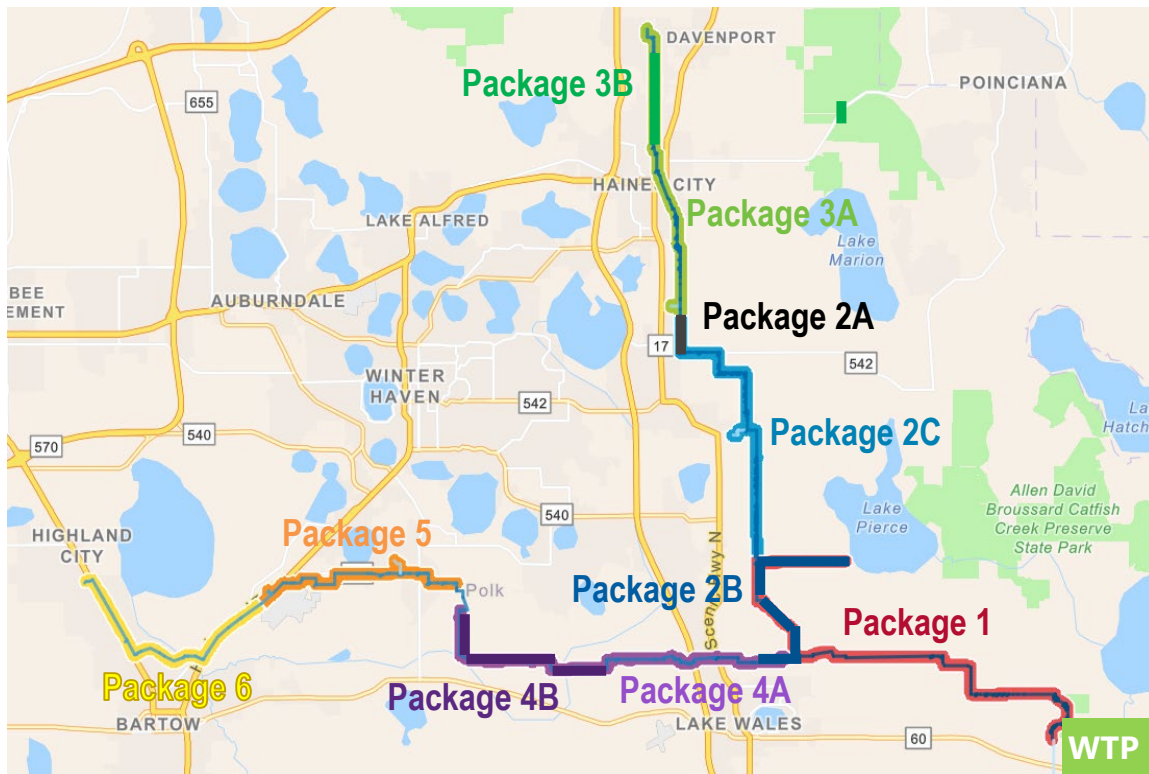 DAVENPORT
Package 3B
POINCIANA
655
HAINE CITY
Package 3A
LAKE ALFRED
Lake
Marion
BEE
EMENT
AUBURNDALE
Package 2A
17
542
WINTER
HAVEN
La
Hatch
542
540
Package 2C
570
Allen David
Broussard Catfish
Creek Preserve
State Park
Lake
Pierce
540
HIGHLAND
CITY
Package 5
Scen Hwy N
Polk
Package 2B
Package 1
Package 6
Package 4B
Package 4A
BARTOW
LAKE WALES
60
WTP